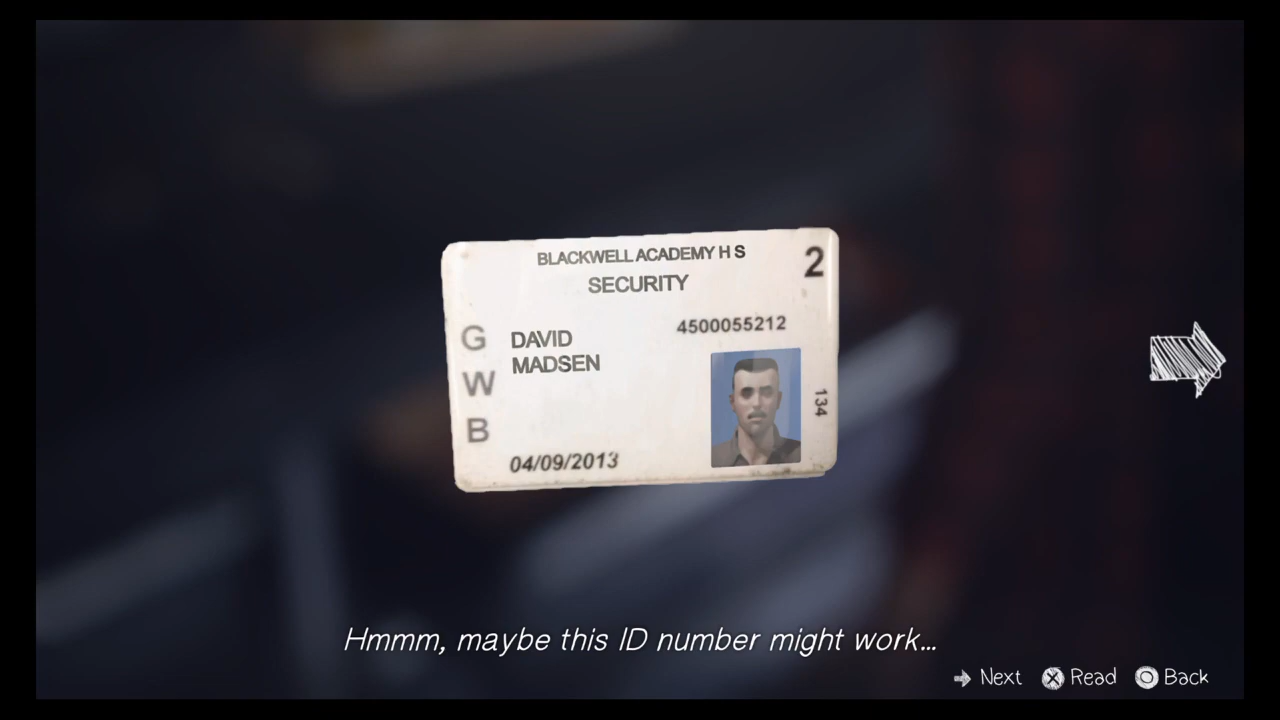 BLACKWELL ACADEMY H S
2
SECURITY
4500055212
G
DAVID
MADSEN
W
B
134
04/09/2013
Hmmm, maybe this ID number might work...
Next
Read
Back